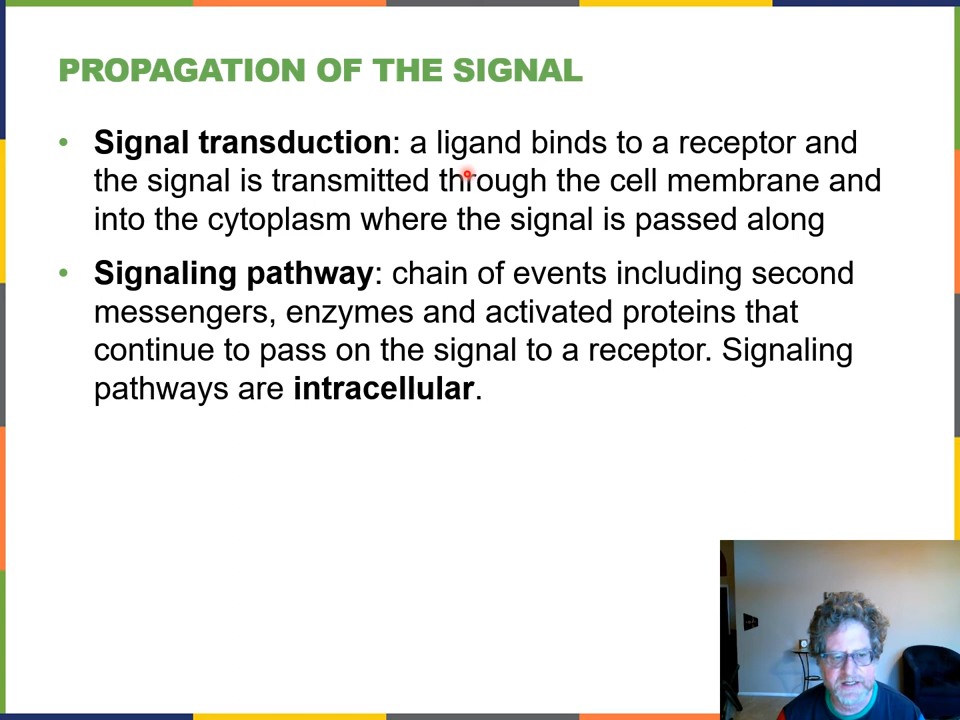 PROPAGATION OF THE SIGNAL
• Signal transduction: a ligand binds to a receptor and
the signal is transmitted through the cell membrane and
into the cytoplasm where the signal is passed along
• Signaling pathway: chain of events including second
messengers, enzymes and activated proteins that
continue to pass on the signal to a receptor. Signaling
pathways are intracellular.